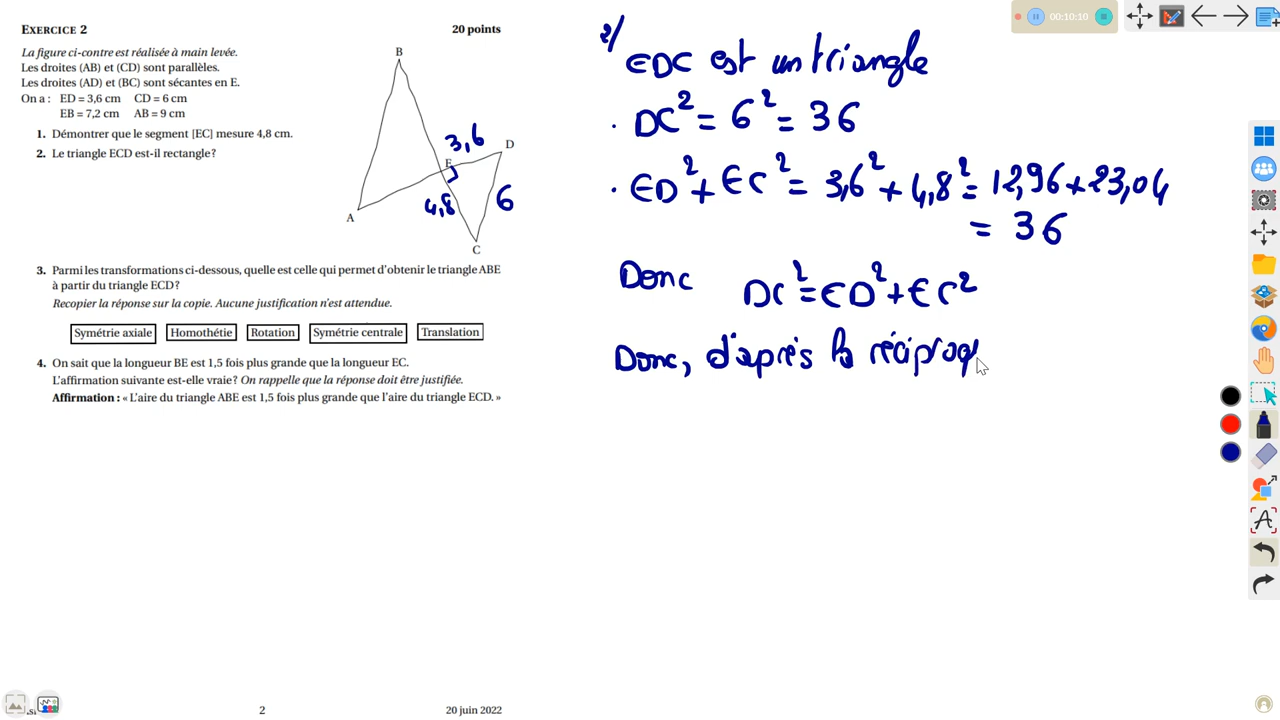 EXERCICE 2 20 points
La figure ci-contre est réalisée à main levée.
Les droites (AB) et (CD) sont parallèles.
Les droites (AD) et (BC) sont sécantes en E.
On a : ED = 3,6 cm CD = 6 cm
EB = 7,2 cm AB = 9 cm
1. Démontrer que le segment [EC] mesure 4,8 cm.
2. Le triangle ECD est-il rectangle?
B
3,6
D
E
4,8
6
A
C
3. Parmi les transformations ci-dessous, quelle est celle qui permet d'obtenir le triangle ABE
à partir du triangle ECD?
Recopier la réponse sur la copie. Aucune justification n'est attendue.
Symétrie axiale Homothétie Rotation Symétrie centrale Translation
4. On sait que la longueur BE est 1,5 fois plus grande que la longueur EC.
L'affirmation suivante est-elle vraie? On rappelle que la réponse doit être justifiée.
Affirmation : « L'aire du triangle ABE est 1,5 fois plus grande que l'aire du triangle ECD. »
2 20 juin 2022
2/
EDC est un triangle
. DC² = 6² = 36
. ED² + EC² = 3,6² + 4,8² = 12,96 + 23,04
= 36
Donc DC² = ED² + EC²
Donc, d'après la réciproq
00:10:10